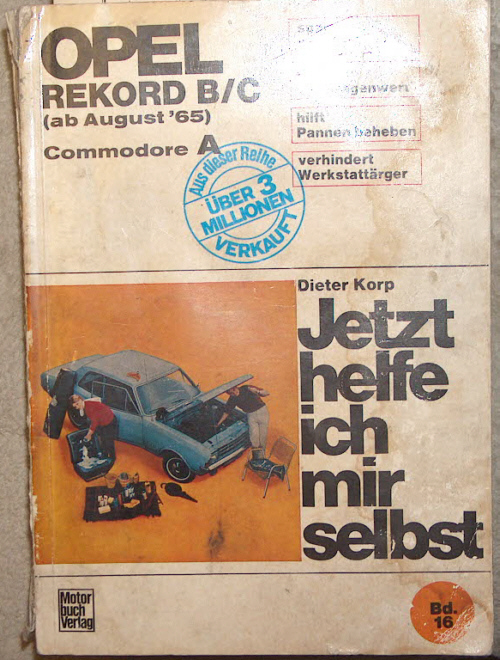 OPEL
REKORD B/C
(ab August '65)
Commodore A
hilft
Pannen beheben
verhindert
Werkstattärger
Aus dieser Reihe
ÜBER 3
MILLIONEN
VERKAUFT
Dieter Korp
Jetzt
helfe
ich
mir
selbst
Motor
buch
Verlag
Bd.
16